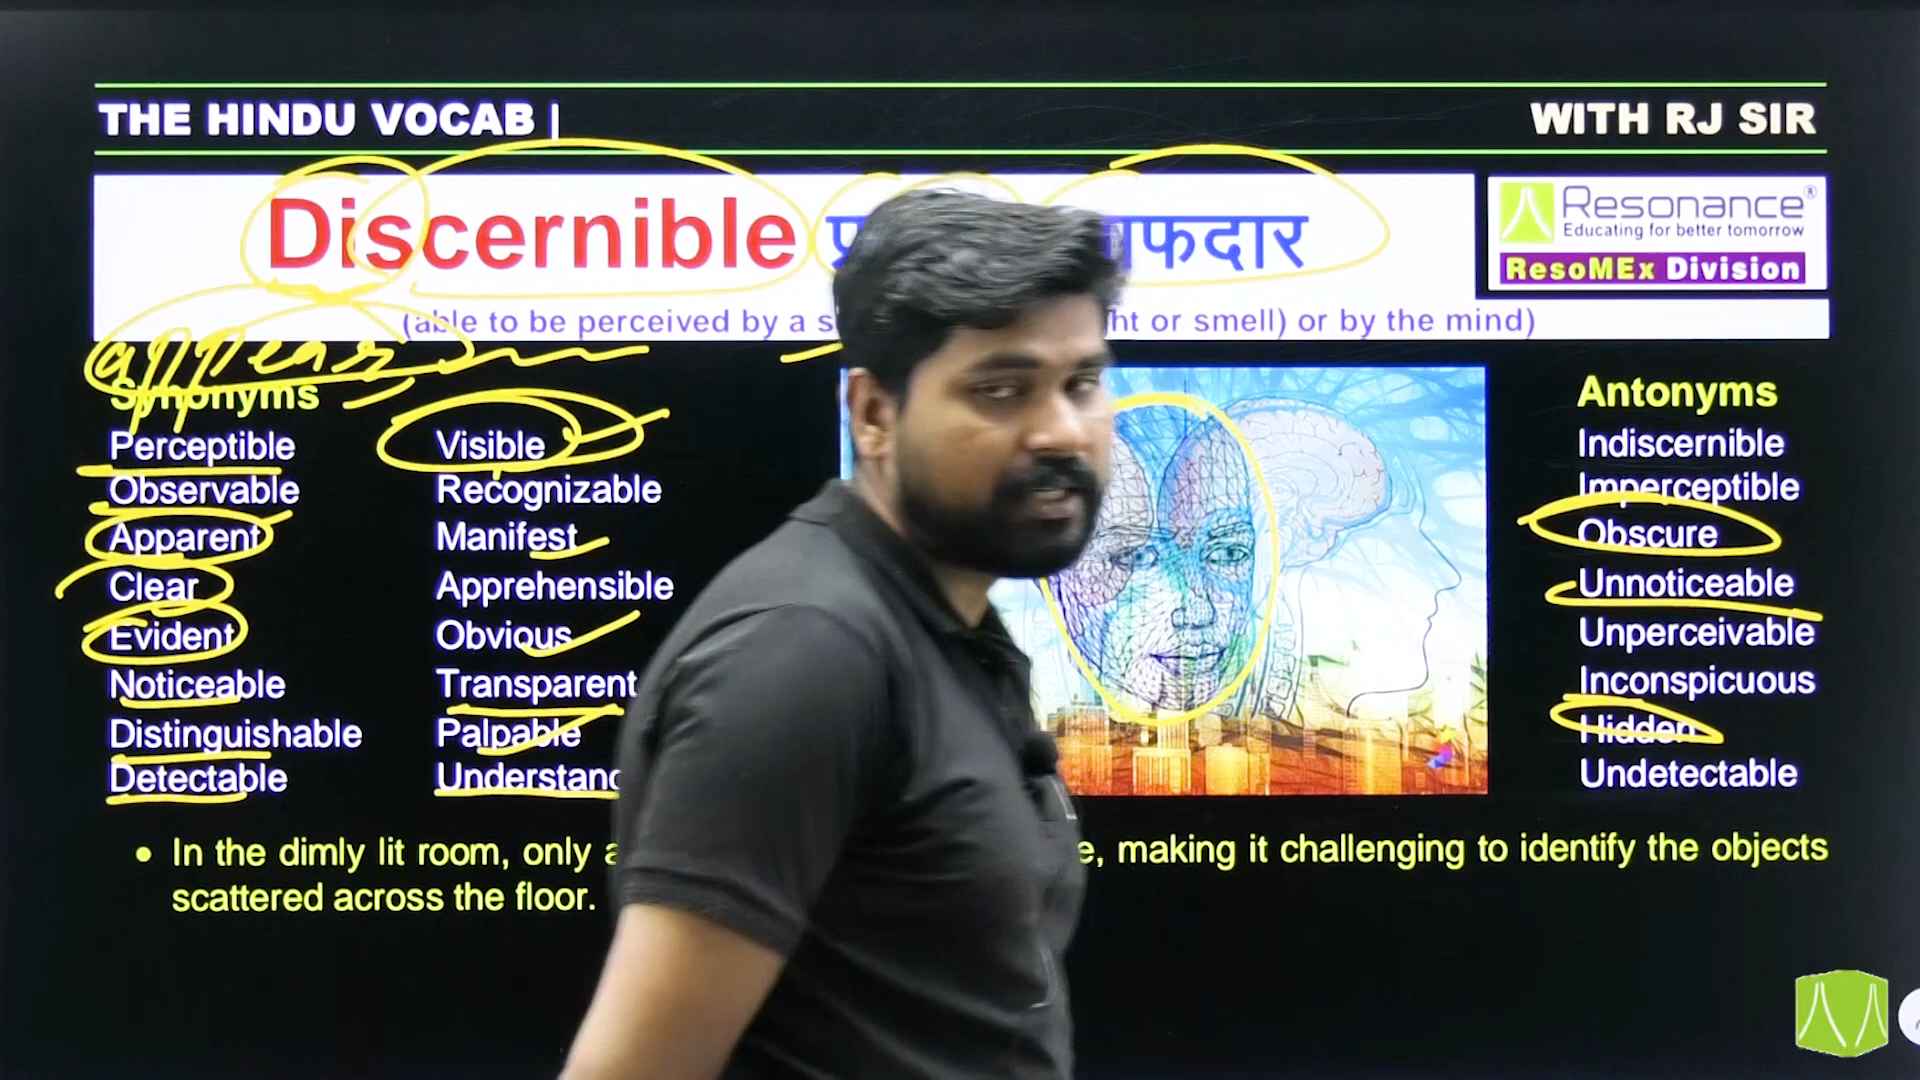 THE HINDU VOCAB |
WITH RJ SIR
Discernible
Resonance®
Educating for better tomorrow
ResoMEx Division
(able to be perceived by a
or smell) or by the mind)
appears
Synonyms
Antonyms
Perceptible Visible
Indiscernible
Observable Recognizable
Imperceptible
Apparent Manifest
Obscure
Clear Apprehensible
Unnoticeable
Evident Obvious
Unperceivable
Noticeable Transparent
Inconspicuous
Distinguishable Palpable
Hidden
Detectable
Undetectable
• In the dimly lit room, only
making it challenging to identify the objects
scattered across the floor.